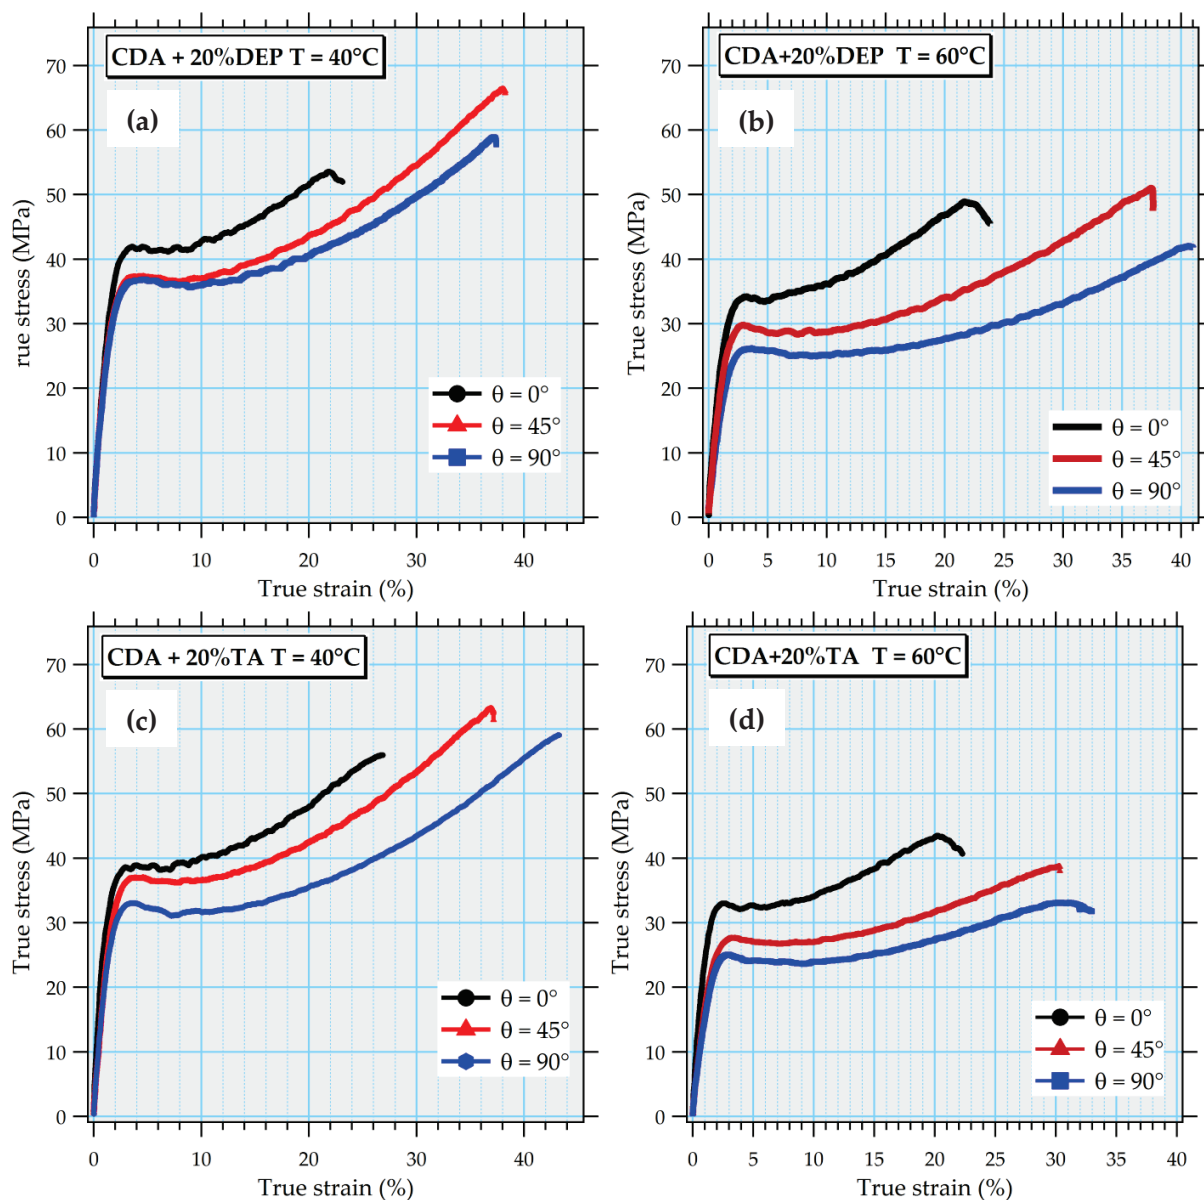 CDA + 20%DEP T = 40°C
(a)
70
60
50
40
30
20
10
0
rue stress (MPa)
θ = 0°
θ = 45°
θ = 90°
0 10 20 30 40
True strain (%)
CDA+20%DEP T = 60°C
(b)
70
60
50
40
30
20
10
0
True stress (MPa)
θ = 0°
θ = 45°
θ = 90°
0 5 10 15 20 25 30 35 40
True strain (%)
CDA + 20%TA T = 40°C
(c)
70
60
50
40
30
20
10
0
True stress (MPa)
θ = 0°
θ = 45°
θ = 90°
0 10 20 30 40
True strain (%)
CDA+20%TA T = 60°C
(d)
70
60
50
40
30
20
10
0
True stress (MPa)
θ = 0°
θ = 45°
θ = 90°
0 5 10 15 20 25 30 35 40
True strain (%)